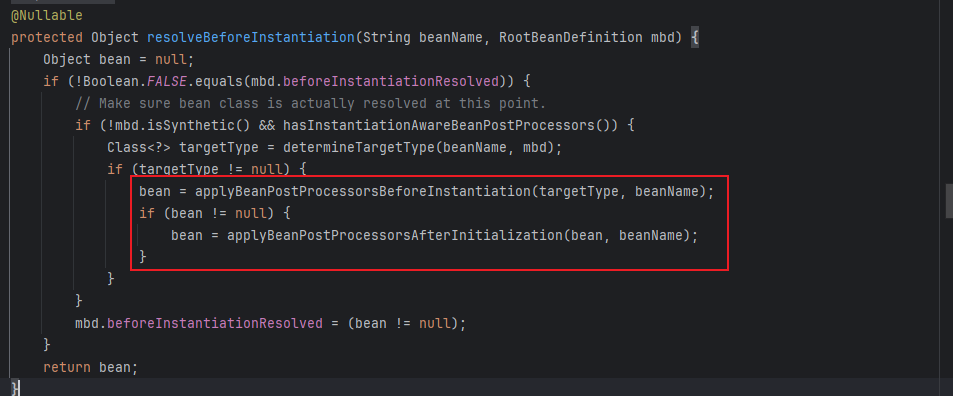 @Nullable
protected Object resolveBeforeInstantiation(String beanName, RootBeanDefinition mbd) {
    Object bean = null;
    if (!Boolean.FALSE.equals(mbd.beforeInstantiationResolved)) {
        // Make sure bean class is actually resolved at this point.
        if (!mbd.isSynthetic() && hasInstantiationAwareBeanPostProcessors()) {
            Class<?> targetType = determineTargetType(beanName, mbd);
            if (targetType != null) {
                bean = applyBeanPostProcessorsBeforeInstantiation(targetType, beanName);
                if (bean != null) {
                    bean = applyBeanPostProcessorsAfterInitialization(bean, beanName);
                }
            }
        }
        mbd.beforeInstantiationResolved = (bean != null);
    }
    return bean;
}